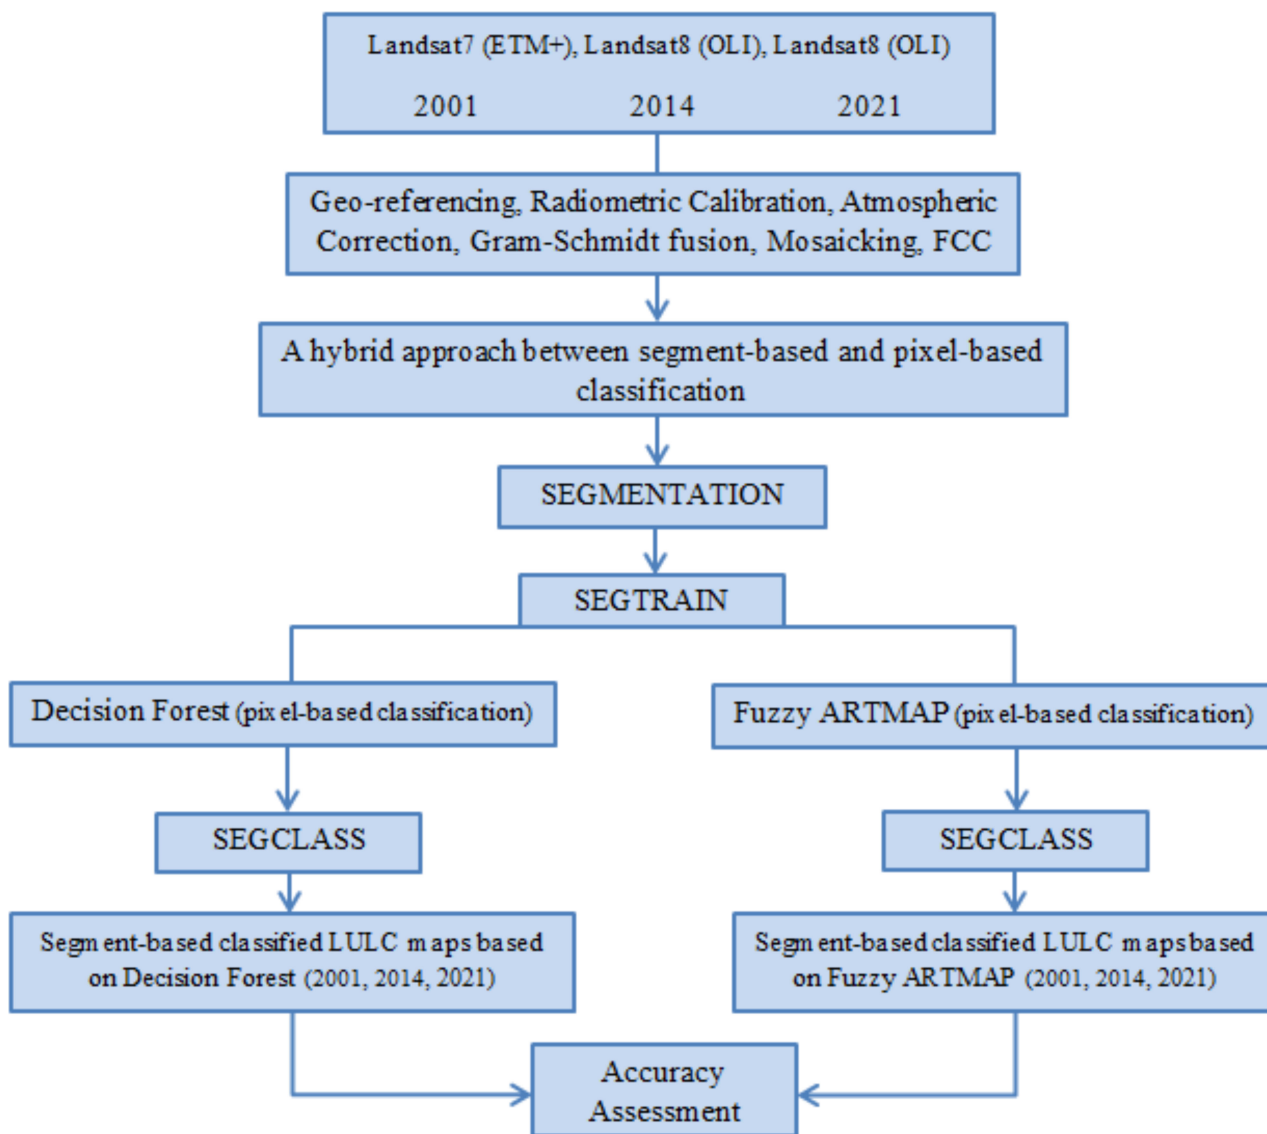 Landsat7 (ETM+), Landsat8 (OLI), Landsat8 (OLI)
2001 2014 2021
Geo-referencing, Radiometric Calibration, Atmospheric
Correction, Gram-Schmidt fusion, Mosaicking, FCC
A hybrid approach between segment-based and pixel-based
classification
SEGMENTATION
SEGTRAIN
Decision Forest (pixel-based classification)
Fuzzy ARTMAP (pixel-based classification)
SEGCLASS
SEGCLASS
Segment-based classified LULC maps based
on Decision Forest (2001, 2014, 2021)
Segment-based classified LULC maps based
on Fuzzy ARTMAP (2001, 2014, 2021)
Accuracy
Assessment